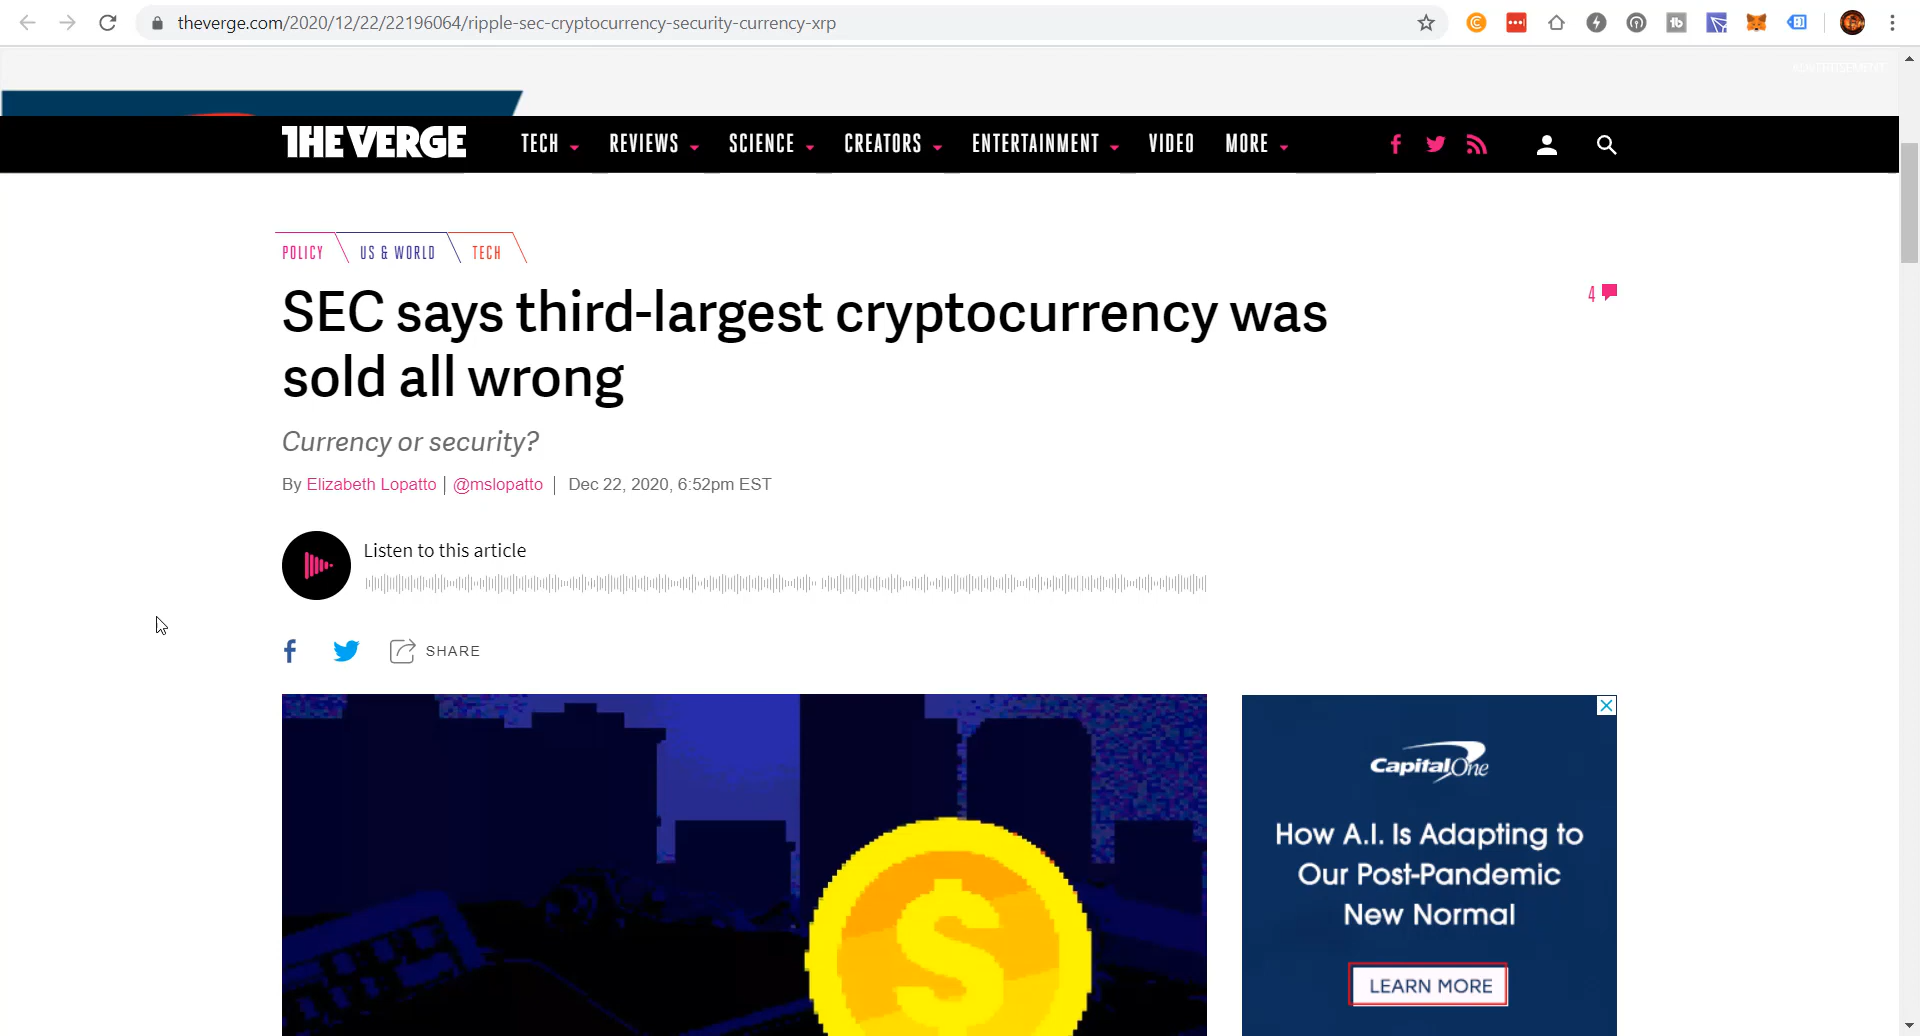 theverge.com/2020/12/22/22196064/ripple-sec-cryptocurrency-security-currency-xrp
ADVERTISEMENT
THE VERGE TECH REVIEWS SCIENCE CREATORS ENTERTAINMENT VIDEO MORE
POLICY US & WORLD TECH
SEC says third-largest cryptocurrency was
sold all wrong
4
Currency or security?
By Elizabeth Lopatto | @mslopatto | Dec 22, 2020, 6:52pm EST
Listen to this article
SHARE
Capital One
How A.I. Is Adapting to
Our Post-Pandemic
New Normal
LEARN MORE